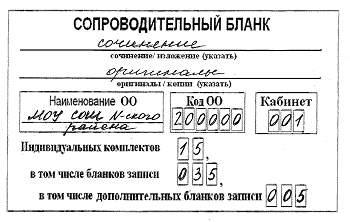 СОПРОВОДИТЕЛЬНЫЙ БЛАНК
сочинение
сочинение/ изложение (указать)
оригиналы
оригиналы / копии (указать)
Наименование ОО
Код ОО
Кабинет
МОУ СОШ N-ского
района
200000
001
Индивидуальных комплектов
15,
в том числе бланков записи
035,
в том числе дополнительных бланков записи
005